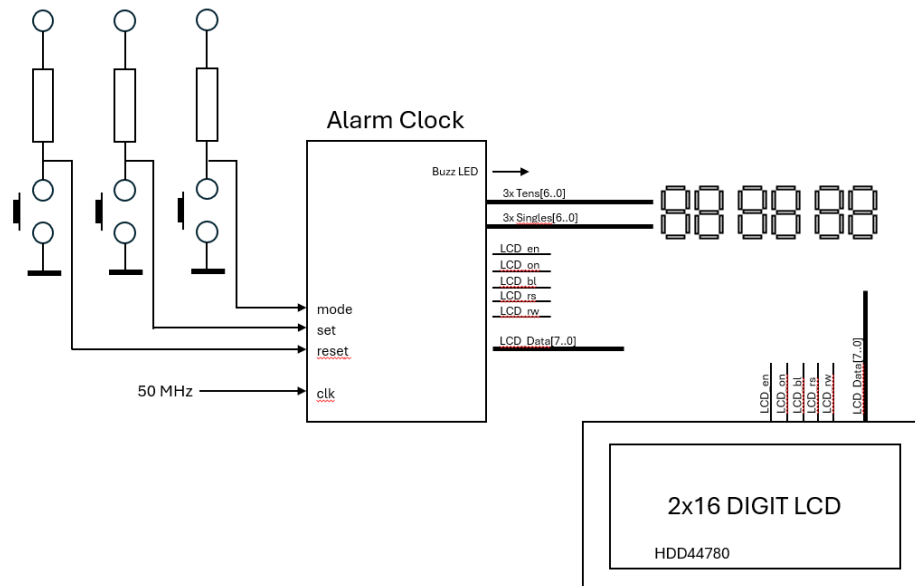 Alarm Clock
Buzz LED
3x Tens[6..0]
3x Singles[6..0]
LCD_en
LCD_on
LCD_bl
LCD_rs
LCD_rw
LCD_Data[7..0]
mode
set
reset
50 MHz
clk
LCD_en
LCD_on
LCD_bl
LCD_rs
LCD_rw
LCD_Data[7..0]
2x16 DIGIT LCD
HDD44780